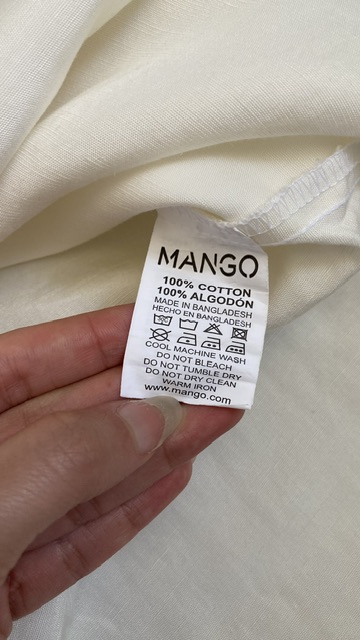 MANGO
100% COTTON
100% ALGODÓN
MADE IN BANGLADESH
HECHO EN BANGLADESH
COOL MACHINE WASH
DO NOT BLEACH
DO NOT TUMBLE DRY
DO NOT DRY CLEAN
WARM IRON
www.mango.com